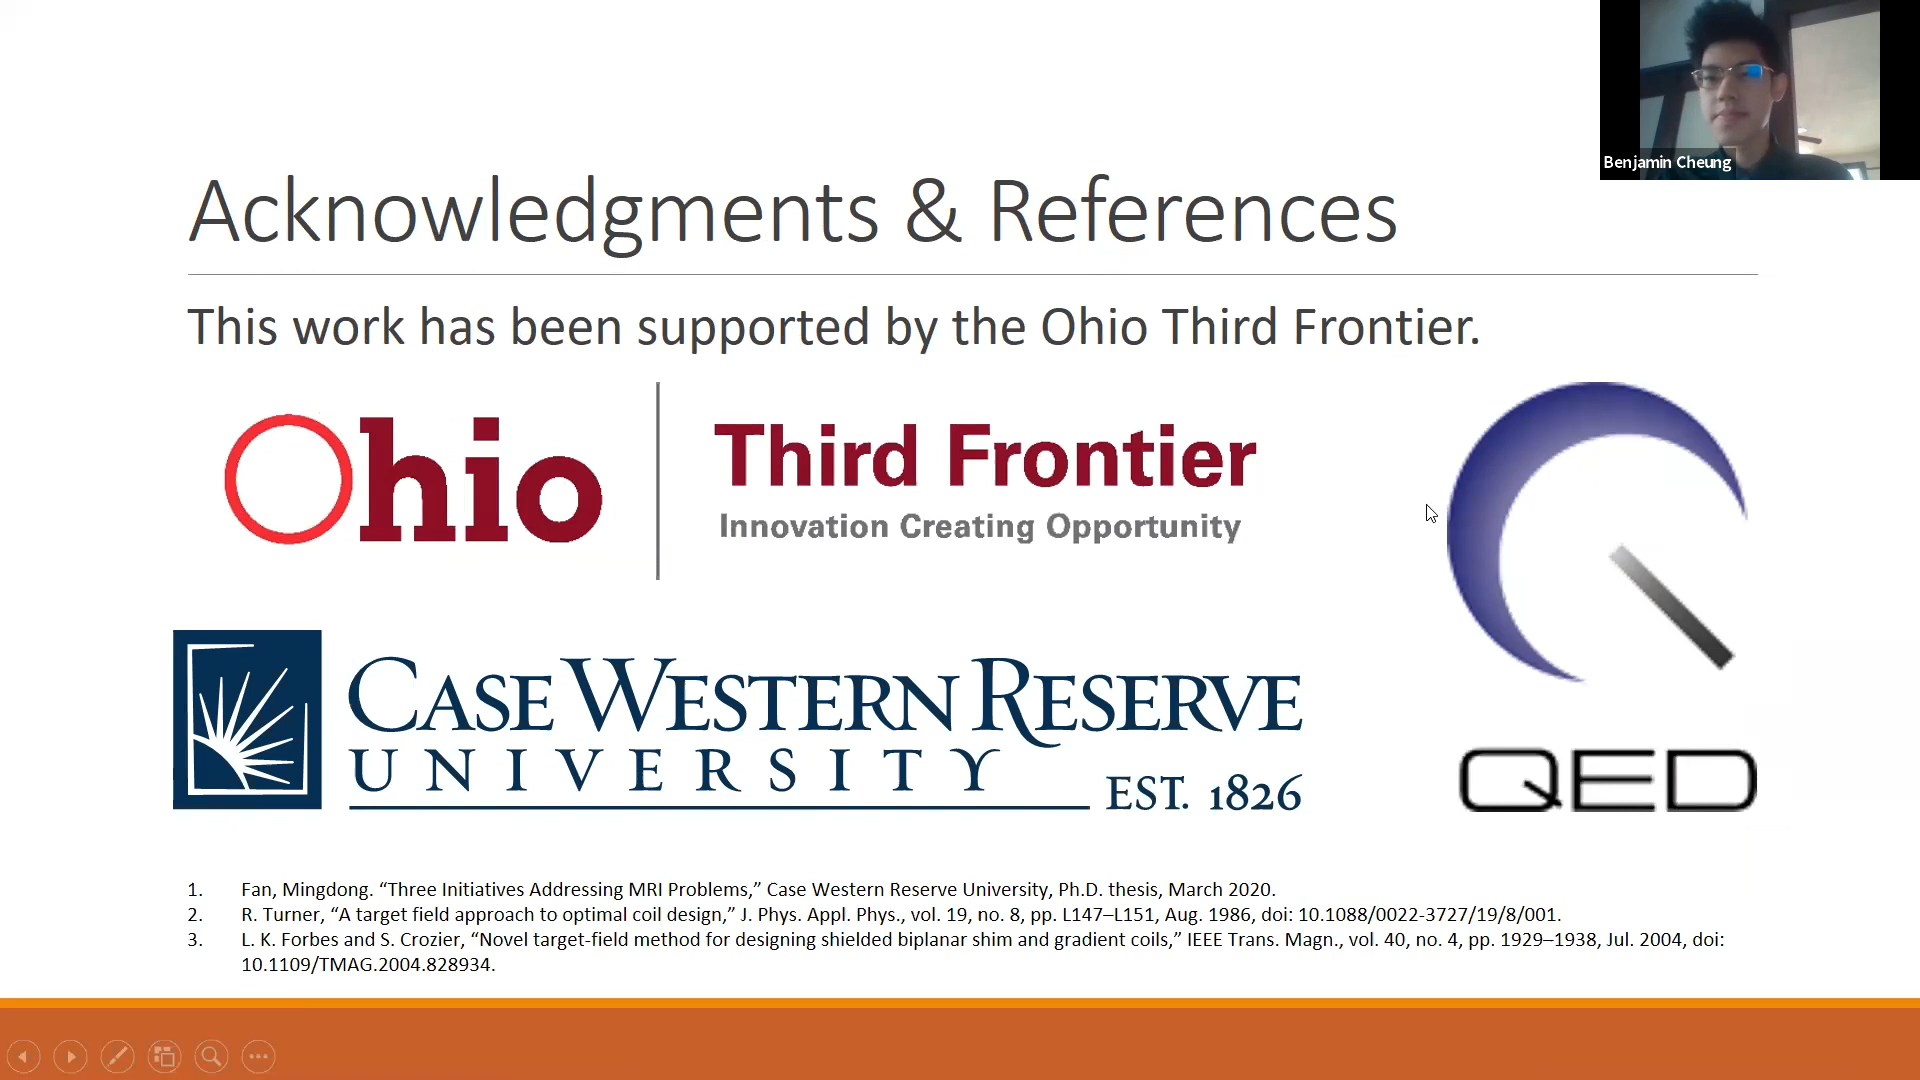 Benjamin Cheung
Acknowledgments & References
This work has been supported by the Ohio Third Frontier.
Ohio
Third Frontier
Innovation Creating Opportunity
CASE WESTERN RESERVE
UNIVERSITY
EST. 1826
QED
1. Fan, Mingdong. “Three Initiatives Addressing MRI Problems,” Case Western Reserve University, Ph.D. thesis, March 2020.
2. R. Turner, “A target field approach to optimal coil design,” J. Phys. Appl. Phys., vol. 19, no. 8, pp. L147–L151, Aug. 1986, doi: 10.1088/0022-3727/19/8/001.
3. L. K. Forbes and S. Crozier, “Novel target-field method for designing shielded biplanar shim and gradient coils,” IEEE Trans. Magn., vol. 40, no. 4, pp. 1929–1938, Jul. 2004, doi:
10.1109/TMAG.2004.828934.